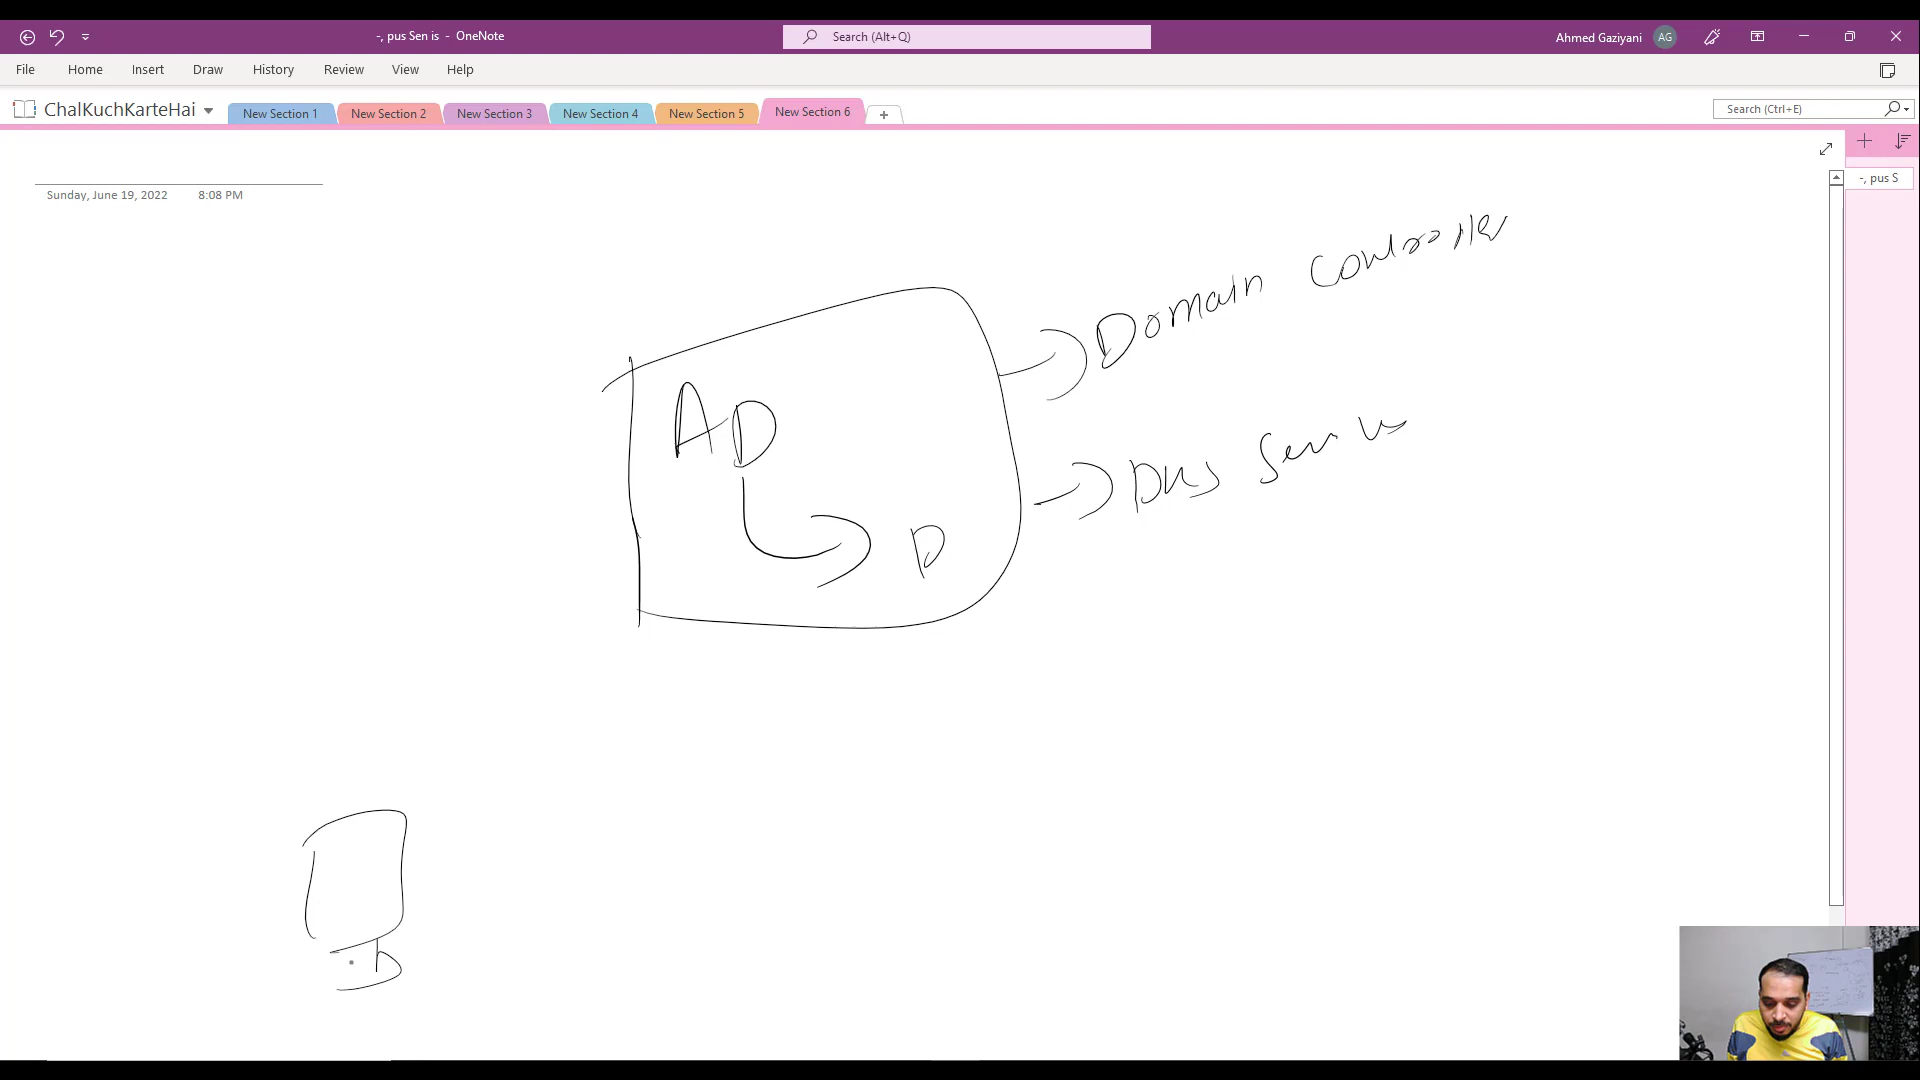 -, pus Sen is - OneNote
Search (Alt+Q)
Ahmed Gaziyani AG
File Home Insert Draw History Review View Help
ChalKuchKarteHai New Section 1 New Section 2 New Section 3 New Section 4 New Section 5 New Section 6
Search (Ctrl+E)
-, pus S
Sunday, June 19, 2022 8:08 PM
Domain Controller
AD
DNS
D